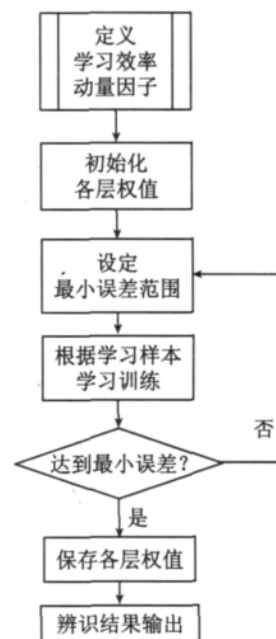 定义
学习效率
动量因子
初始化
各层权值
设定
最小误差范围
根据学习样本
学习训练
否
达到最小误差?
是
保存各层权值
辨识结果输出